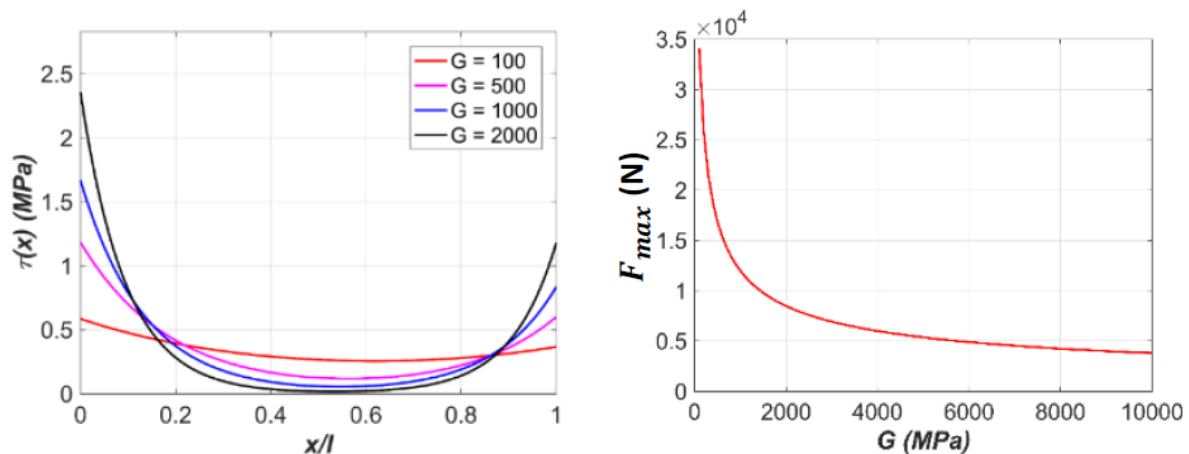 2.5
2
1.5
1
0.5
0
τ(x) (MPa)
G = 100
G = 500
G = 1000
G = 2000
0 0.2 0.4 0.6 0.8 1
x/l
×10⁴
3.5
3
2.5
2
1.5
1
0.5
0
F_max (N)
0 2000 4000 6000 8000 10000
G (MPa)